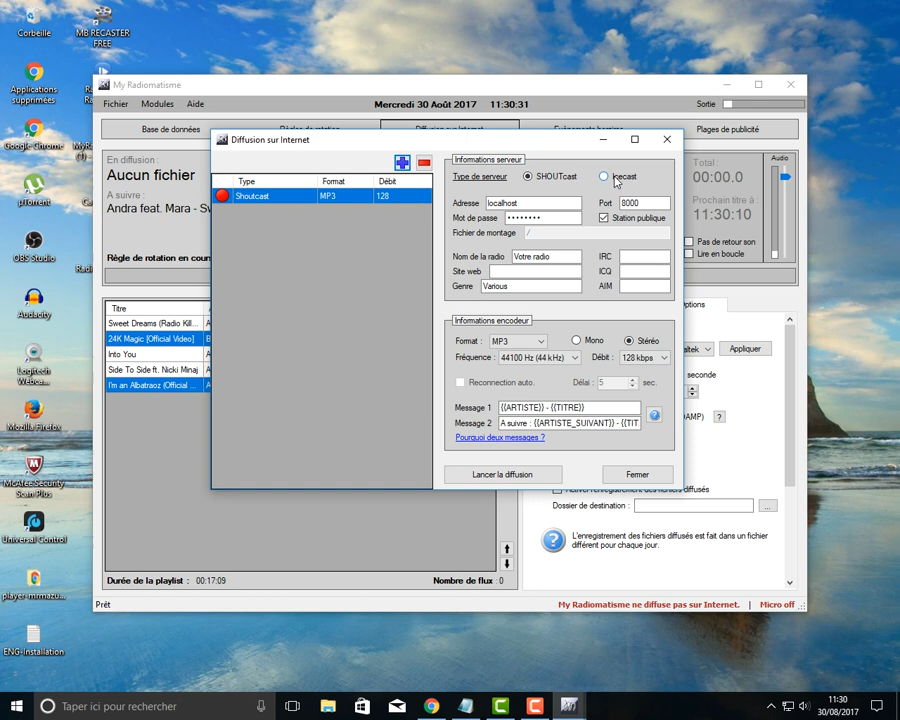 Corbeille
MB RECASTER
FREE
Applications
supprimées
Google Chrome
µTorrent
OBS Studio
Audacity
Logitech
Webca...
Mozilla Firefox
McAfee Security
Scan Plus
Universal Control
player-mrmazu...
ENG-Installation
My Radiomatisme
Fichier Modules Aide Mercredi 30 Août 2017 11:30:31 Sortie
Base de données
Plages de publicité
En diffusion :
Aucun fichier
A suivre :
Andra feat. Mara - Sw
Règle de rotation en cour
Total :
00:00.0
Prochain titre à
11:30:10
Audio
Pas de retour son
Lire en boucle
Titre
Sweet Dreams (Radio Kill...
24K Magic [Official Video]
Into You
Side To Side ft. Nicki Minaj
I'm an Albatraoz (Official ...
Durée de la playlist : 00:17:09 Nombre de flux : 0
ptions
altek
Appliquer
seconde
AMP) ?
Dossier de destination : ...
L'enregistrement des fichiers diffusés est fait dans un fichier
différent pour chaque jour.
Prêt
My Radiomatisme ne diffuse pas sur Internet. | Micro off
Diffusion sur Internet
Type Format Débit
Shoutcast MP3 128
Informations serveur
Type de serveur SHOUTcast Icecast
Adresse localhost Port 8000
Mot de passe •••••••• Station publique
Fichier de montage /
Nom de la radio Votre radio IRC
Site web ICQ
Genre Various AIM
Informations encodeur
Format : MP3 Mono Stéréo
Fréquence : 44100 Hz (44 kHz) Débit : 128 kbps
Reconnection auto. Délai : 5 sec.
Message 1 {{ARTISTE}} - {{TITRE}}
Message 2 A suivre : {{ARTISTE_SUIVANT}} - {{TIT
Pourquoi deux messages ?
Lancer la diffusion Fermer
Taper ici pour rechercher
11:30
30/08/2017